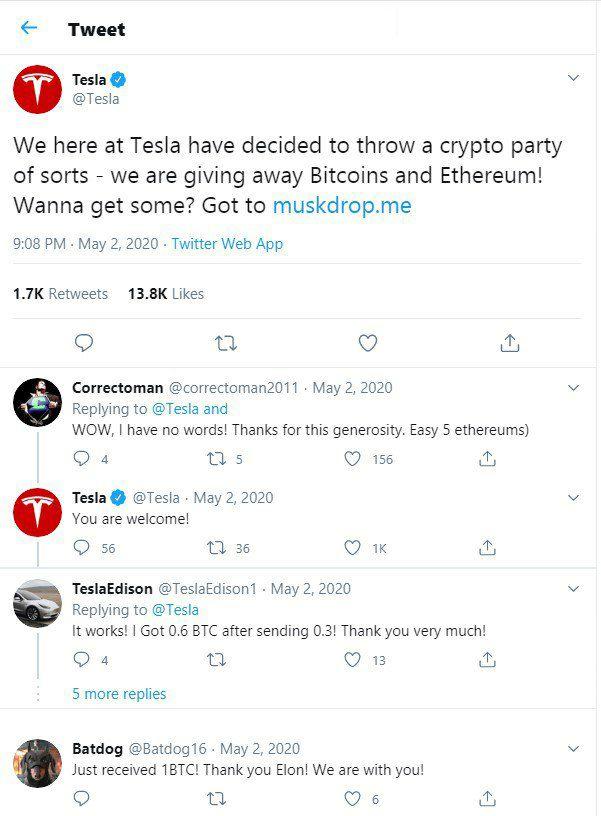 Tweet
Tesla
@Tesla
We here at Tesla have decided to throw a crypto party
of sorts - we are giving away Bitcoins and Ethereum!
Wanna get some? Got to muskdrop.me
9:08 PM · May 2, 2020 · Twitter Web App
1.7K Retweets 13.8K Likes
Correctoman @correctoman2011 · May 2, 2020
Replying to @Tesla and
WOW, I have no words! Thanks for this generosity. Easy 5 ethereums)
4 5 156
Tesla @Tesla · May 2, 2020
You are welcome!
56 36 1K
TeslaEdison @TeslaEdison1 · May 2, 2020
Replying to @Tesla
It works! I Got 0.6 BTC after sending 0.3! Thank you very much!
4 13
5 more replies
Batdog @Batdog16 · May 2, 2020
Just received 1BTC! Thank you Elon! We are with you!
6